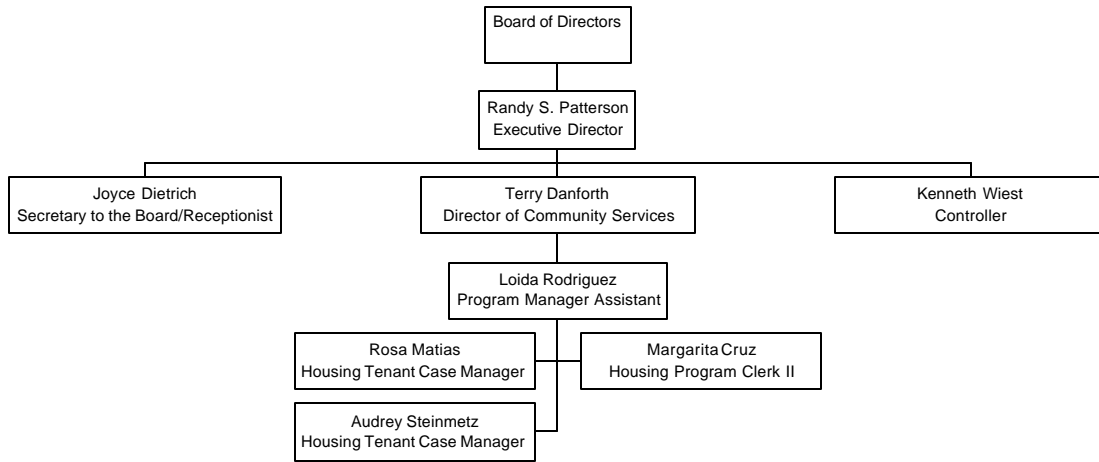 Board of Directors
Randy S. Patterson
Executive Director
Joyce Dietrich
Secretary to the Board/Receptionist
Terry Danforth
Director of Community Services
Kenneth Wiest
Controller
Loida Rodriguez
Program Manager Assistant
Rosa Matias
Housing Tenant Case Manager
Margarita Cruz
Housing Program Clerk II
Audrey Steinmetz
Housing Tenant Case Manager